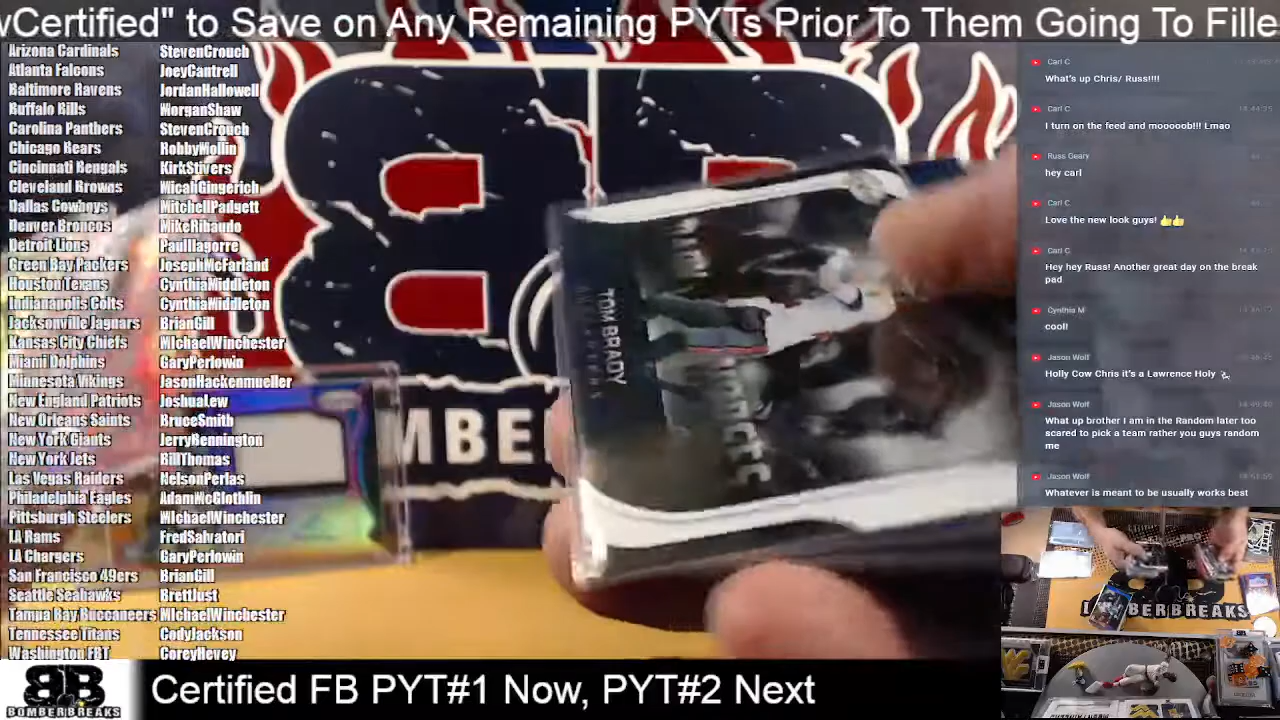 wCertified" to Save on Any Remaining PYTs Prior To Them Going To Fille
Arizona Cardinals StevenCrouch
Atlanta Falcons JoeyCantrell
Baltimore Ravens JordanHallowell
Buffalo Bills MorganShaw
Carolina Panthers StevenCrouch
Chicago Bears RobbyWollin
Cincinnati Bengals KirkStivers
Cleveland Browns MicahGingerich
Dallas Cowboys MitchellPadgett
Denver Broncos MikeRibaudo
Detroit Lions PaulIagorre
Green Bay Packers JosephMcFarland
Houston Texans CynthiaMiddleton
Indianapolis Colts CynthiaMiddleton
Jacksonville Jaguars BrianGill
Kansas City Chiefs MIchaelWinchester
Miami Dolphins GaryPerlowin
Minnesota Vikings JasonHackenmueller
New England Patriots JoshuaLew
New Orleans Saints BruceSmith
New York Giants JerryBennington
New York Jets BillThomas
Las Vegas Raiders NelsonPerlas
Philadelphia Eagles AdamMcGlothlin
Pittsburgh Steelers MIchaelWinchester
LA Rams FredSalvatori
LA Chargers GaryPerlowin
San Francisco 49ers BrianGill
Seattle Seahawks BrettJust
Tampa Bay Buccaneers MIchaelWinchester
Tennessee Titans CodyJackson
Washington FBT CoreyHevey
TOM BRADY
MBE
Carl C
What's up Chris/ Russ!!!!
Carl C
I turn on the feed and mooooob!!! Lmao
Russ Geary
hey carl
Carl C
Love the new look guys! 👍👍
Carl C
Hey hey Russ! Another great day on the break
pad
Cynthia M
cool!
Jason Wolf
Holly Cow Chris it's a Lawrence Holy
Jason Wolf
What up brother I am in the Random later too
scared to pick a team rather you guys random
me
Jason Wolf
Whatever is meant to be usually works best
MBERBREAKS
BOMBERBREAKS
Certified FB PYT#1 Now, PYT#2 Next